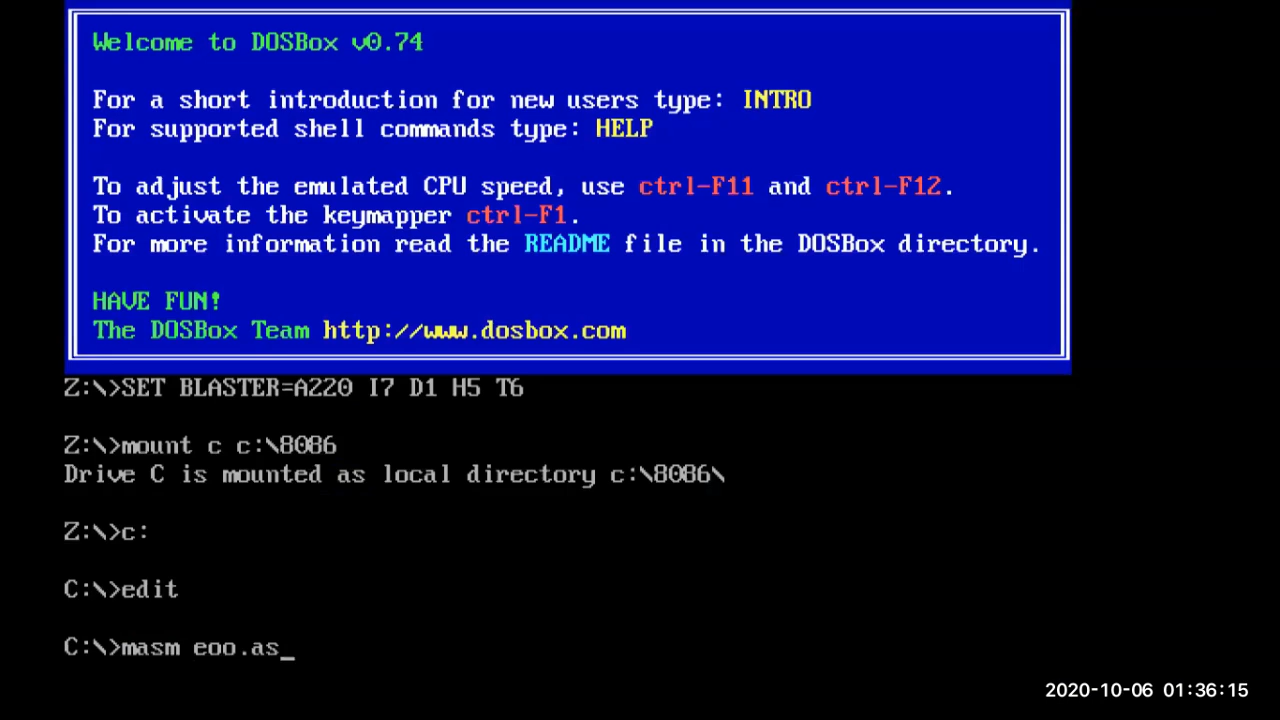 Welcome to DOSBox v0.74
For a short introduction for new users type: INTRO
For supported shell commands type: HELP
To adjust the emulated CPU speed, use ctrl-F11 and ctrl-F12.
To activate the keymapper ctrl-F1.
For more information read the README file in the DOSBox directory.
HAVE FUN!
The DOSBox Team http://www.dosbox.com
Z:\>SET BLASTER=A220 I7 D1 H5 T6
Z:\>mount c c:\8086
Drive C is mounted as local directory c:\8086\
Z:\>c:
C:\>edit
C:\>masm eoo.as_
2020-10-06 01:36:15